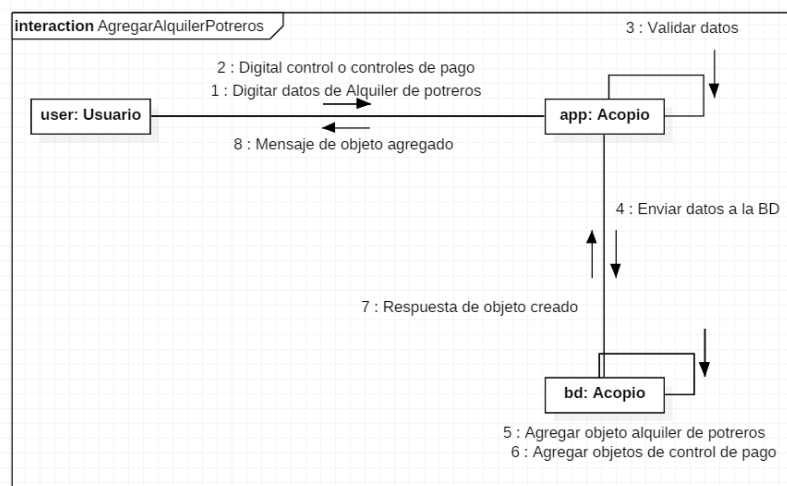 interaction AgregarAlquilerPotreros
3 : Validar datos
2 : Digital control o controles de pago
1 : Digitar datos de Alquiler de potreros
user: Usuario
app: Acopio
8 : Mensaje de objeto agregado
4 : Enviar datos a la BD
7 : Respuesta de objeto creado
bd: Acopio
5 : Agregar objeto alquiler de potreros
6 : Agregar objetos de control de pago